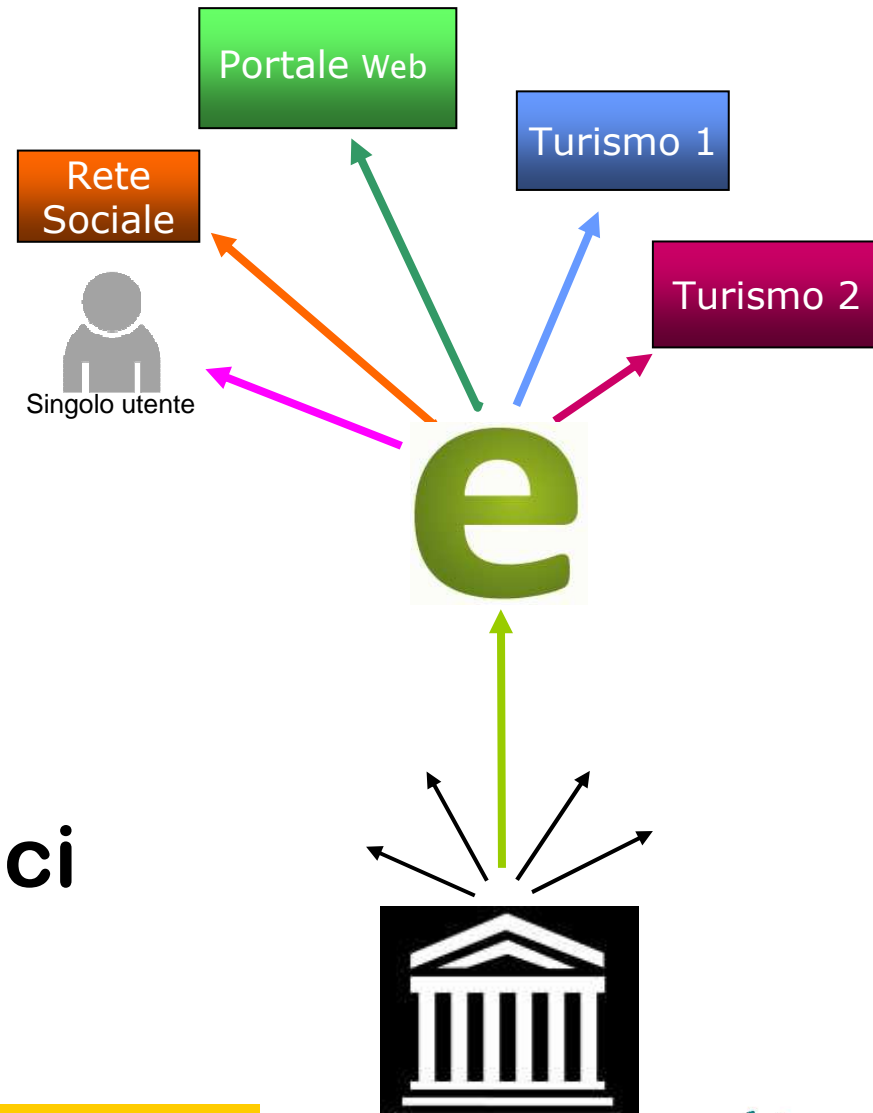 Portale Web
Turismo 1
Rete
Sociale
Turismo 2
Singolo utente
e
ci